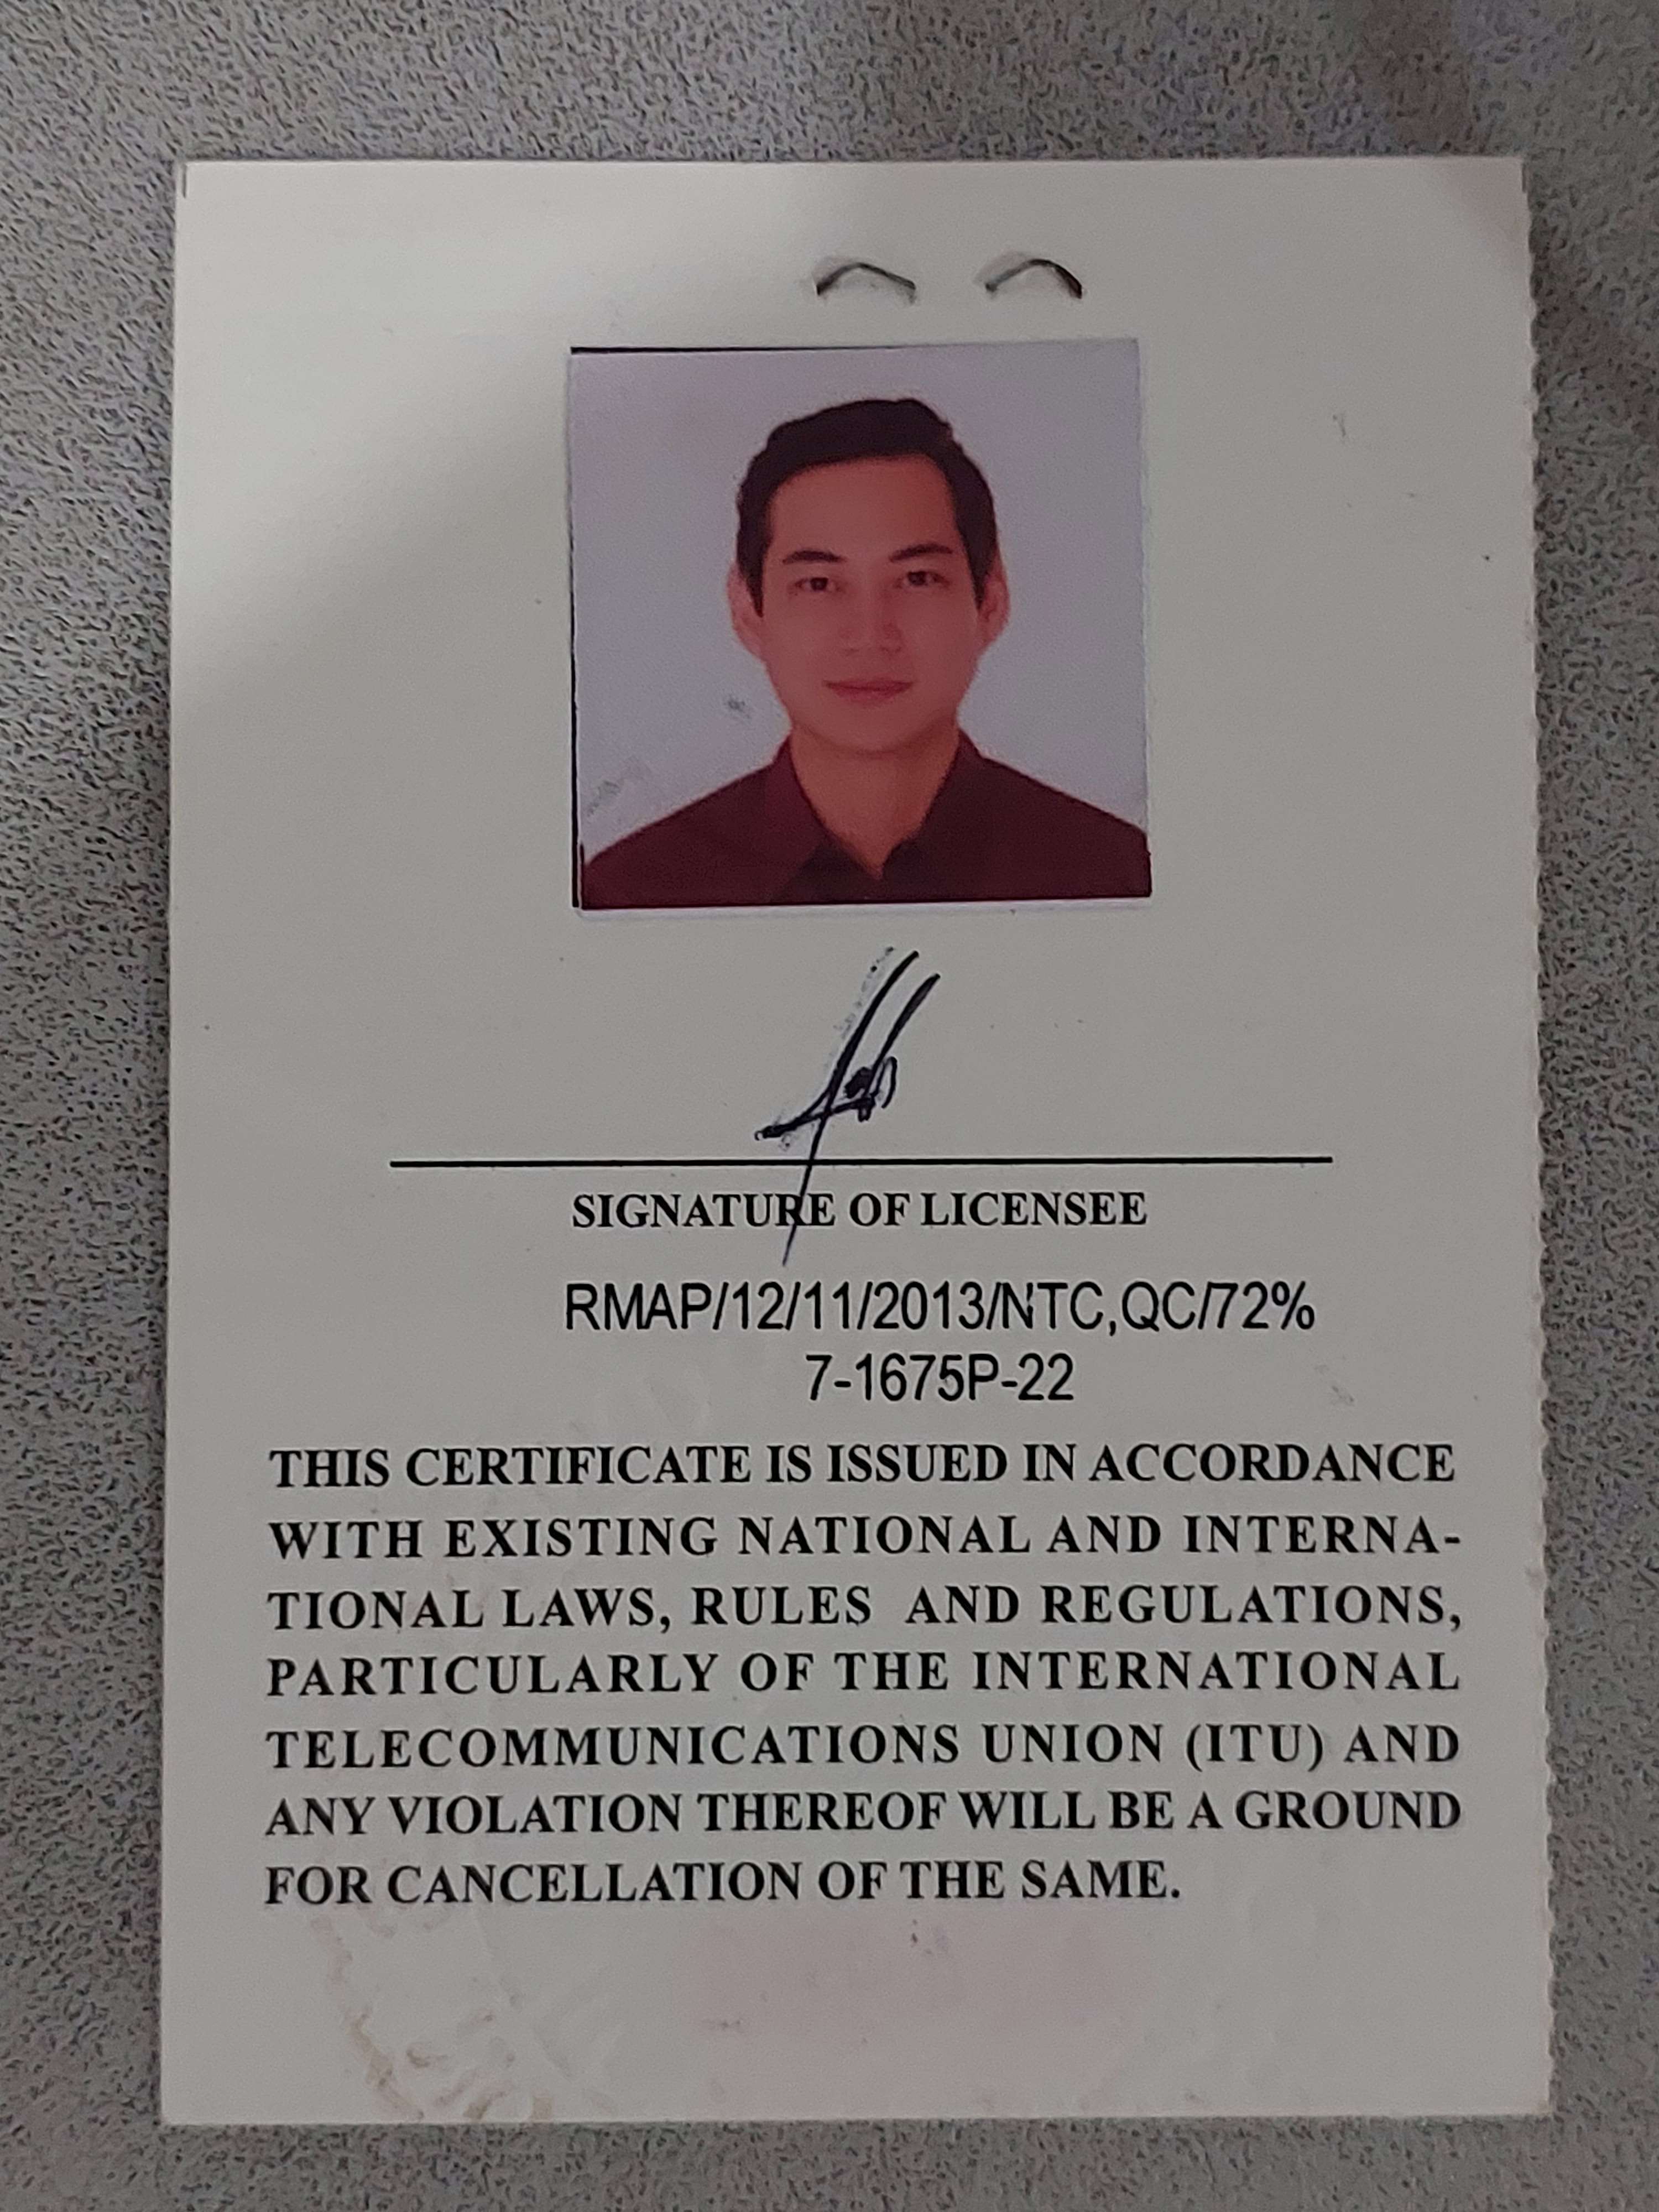 SIGNATURE OF LICENSEE
RMAP/12/11/2013/NTC,QC/72%
7-1675P-22
THIS CERTIFICATE IS ISSUED IN ACCORDANCE
WITH EXISTING NATIONAL AND INTERNA-
TIONAL LAWS, RULES AND REGULATIONS,
PARTICULARLY OF THE INTERNATIONAL
TELECOMMUNICATIONS UNION (ITU) AND
ANY VIOLATION THEREOF WILL BE A GROUND
FOR CANCELLATION OF THE SAME.